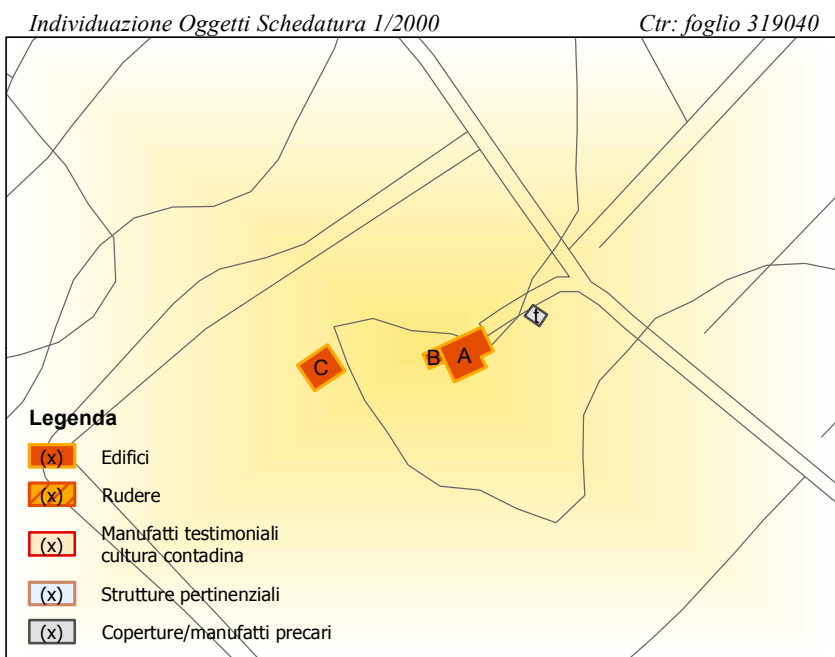 Individuazione Oggetti Schedatura 1/2000 Ctr: foglio 319040
f
B A
C
Legenda
(x) Edifici
(x) Rudere
(x) Manufatti testimoniali
cultura contadina
(x) Strutture pertinenziali
(x) Coperture/manufatti precari